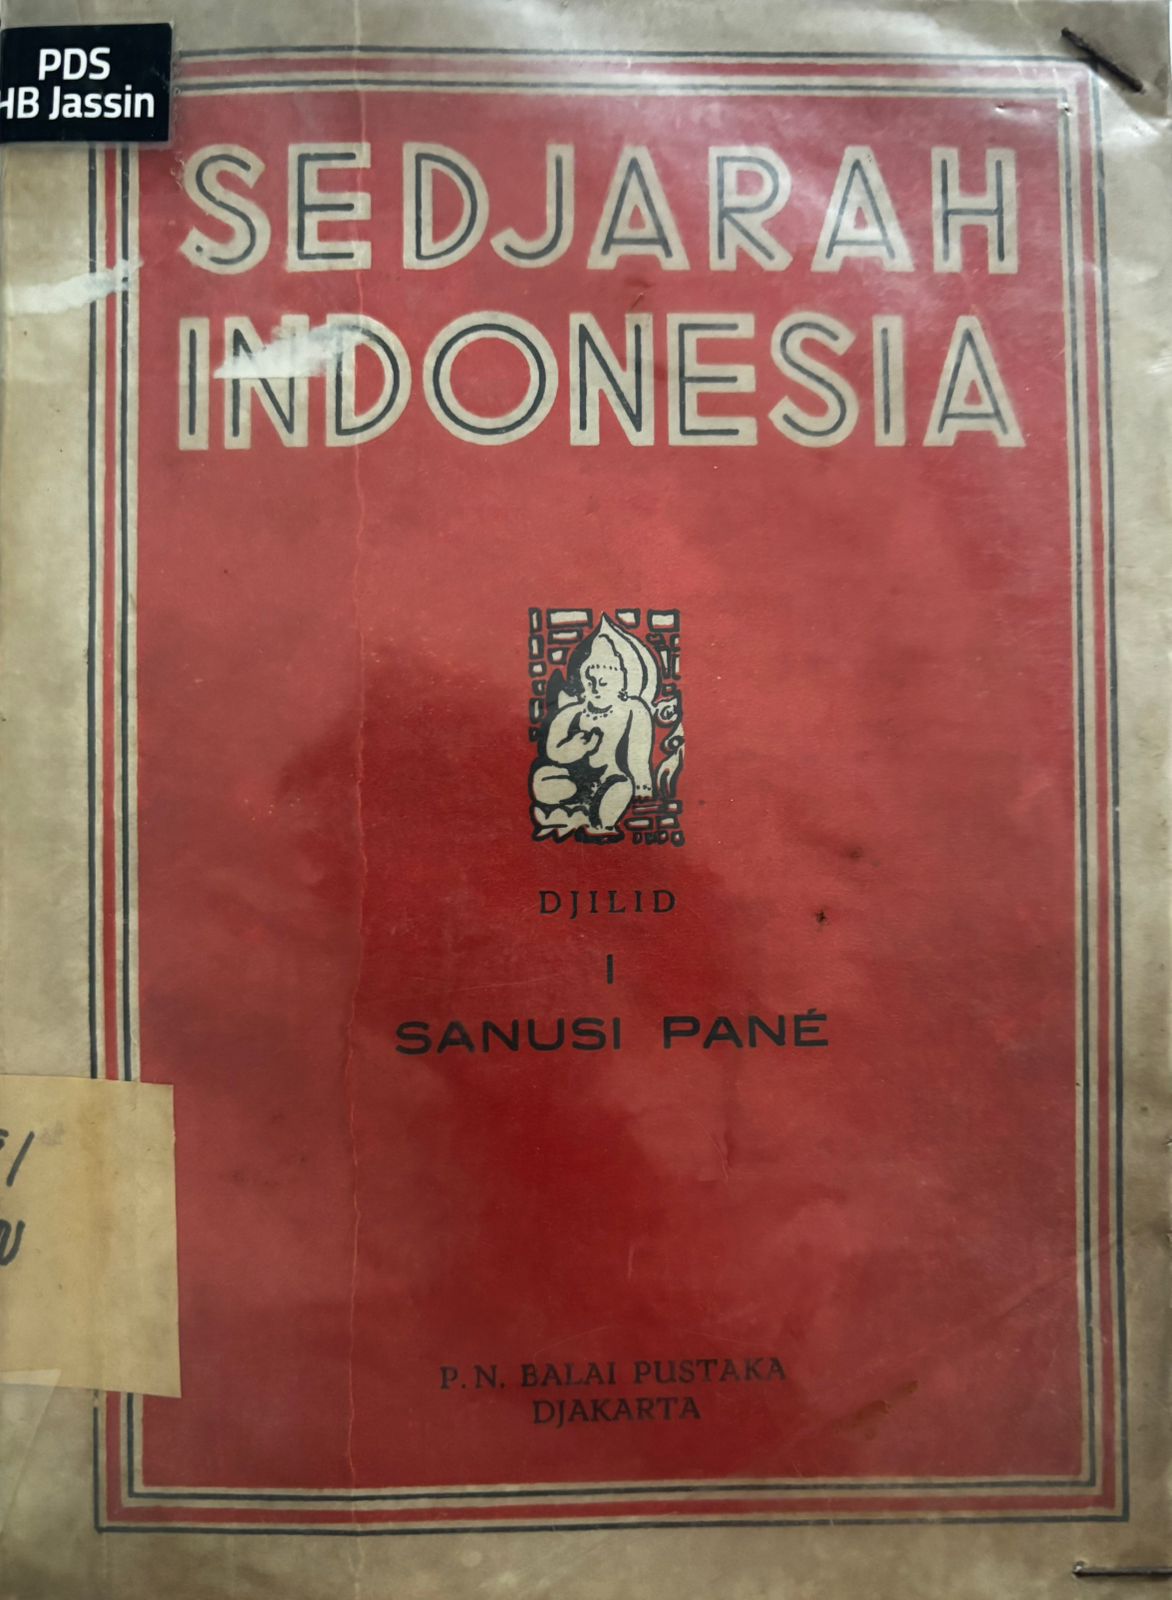 PDS
HB Jassin
SEDJARAH
INDONESIA
DJILID
I
SANUSI PANÉ
P. N. BALAI PUSTAKA
DJAKARTA